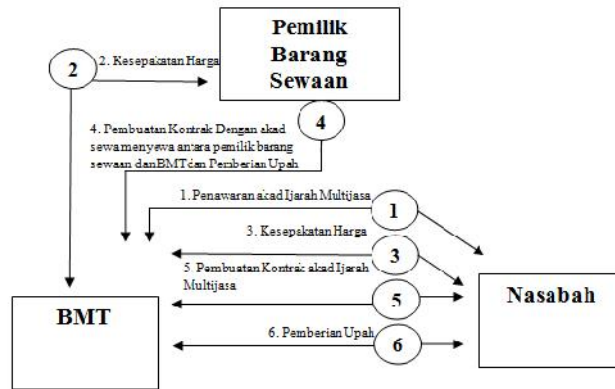 Pemilik
Barang
Sewaan
2
2. Kesepakatan Harga
4
4. Pembuatan Kontrak Dengan akad
sewa menyewa antara pemilik barang
sewaan dan BMT dan Pemberian Upah
1. Penawaran akad Ijarah Multijasa
1
3. Kesepakatan Harga
3
5. Pembuatan Kontrak akad Ijarah
Multijasa
5
Nasabah
BMT
6. Pemberian Upah
6